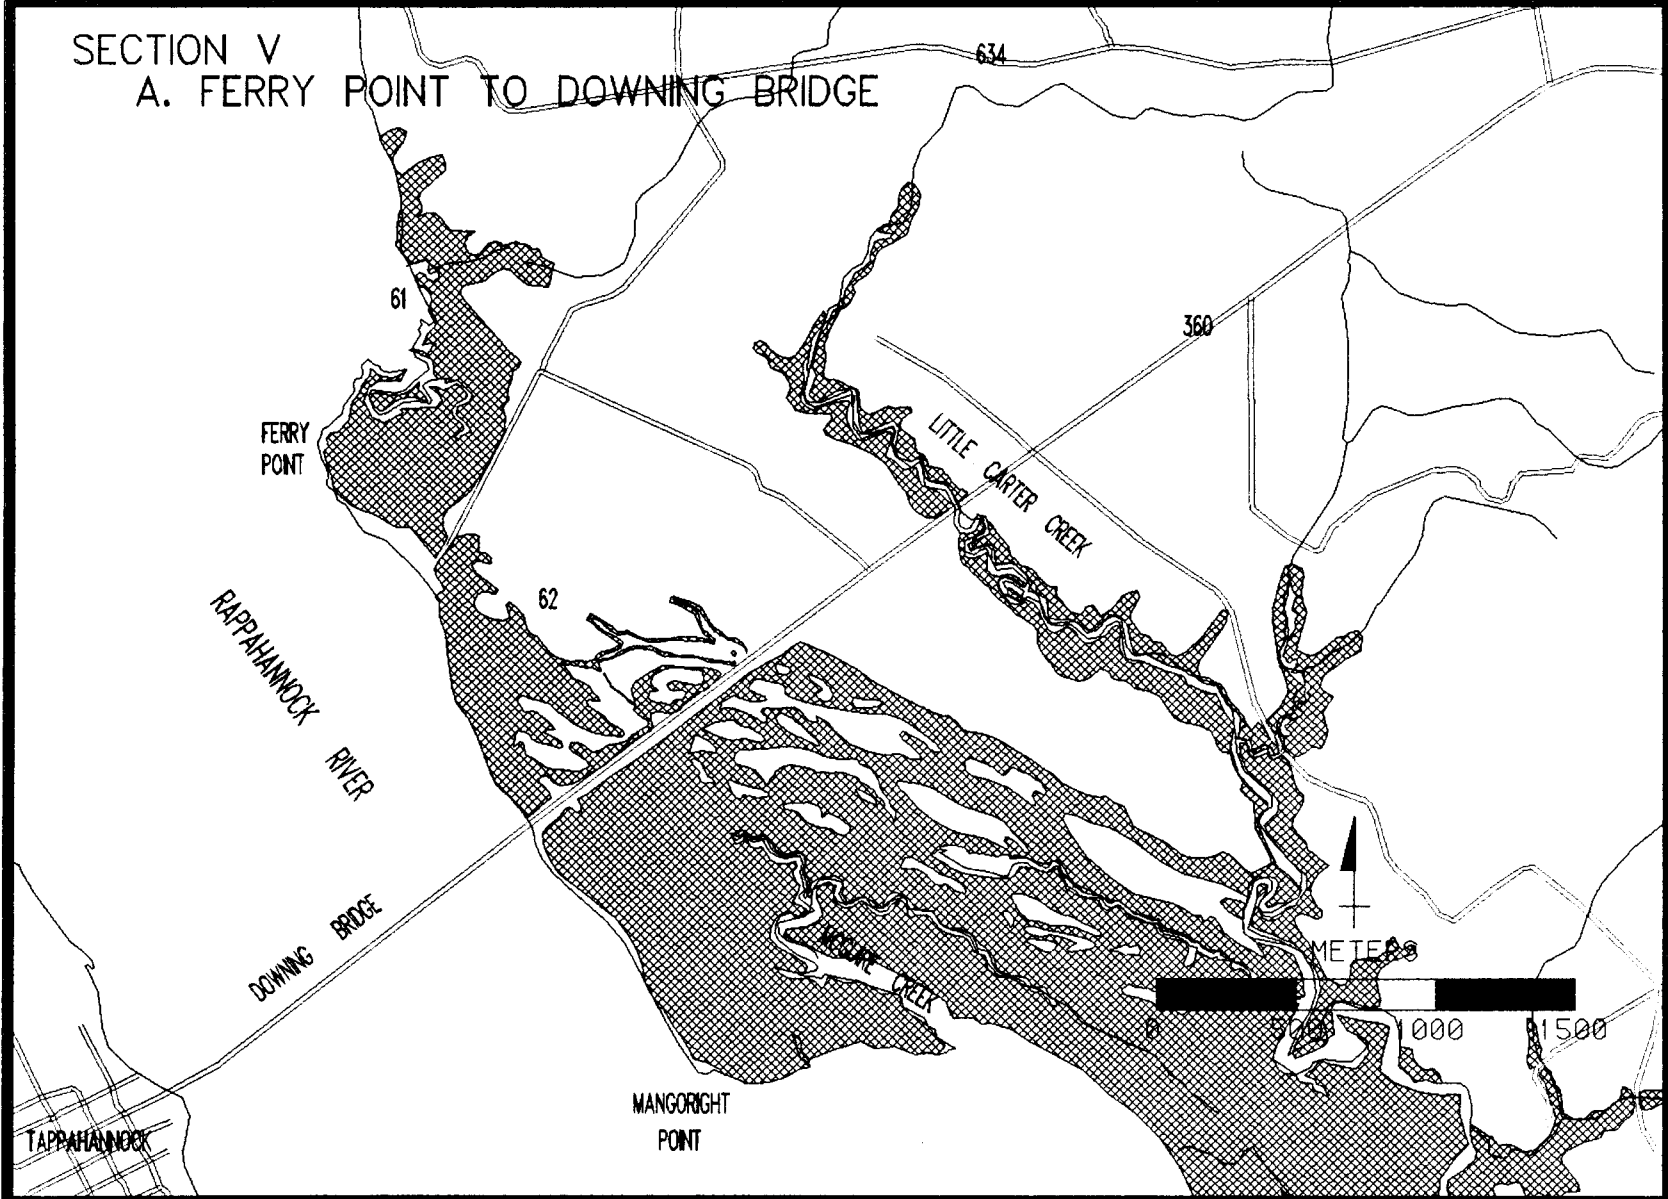 SECTION V
A. FERRY POINT TO DOWNING BRIDGE
634
61
360
FERRY
POINT
LITTLE CARTER CREEK
62
RAPPAHANNOCK RIVER
DOWNING BRIDGE
MCGUIRE CREEK
METERS
0 500 1000 1500
MANGORIGHT
POINT
TAPPAHANNOCK